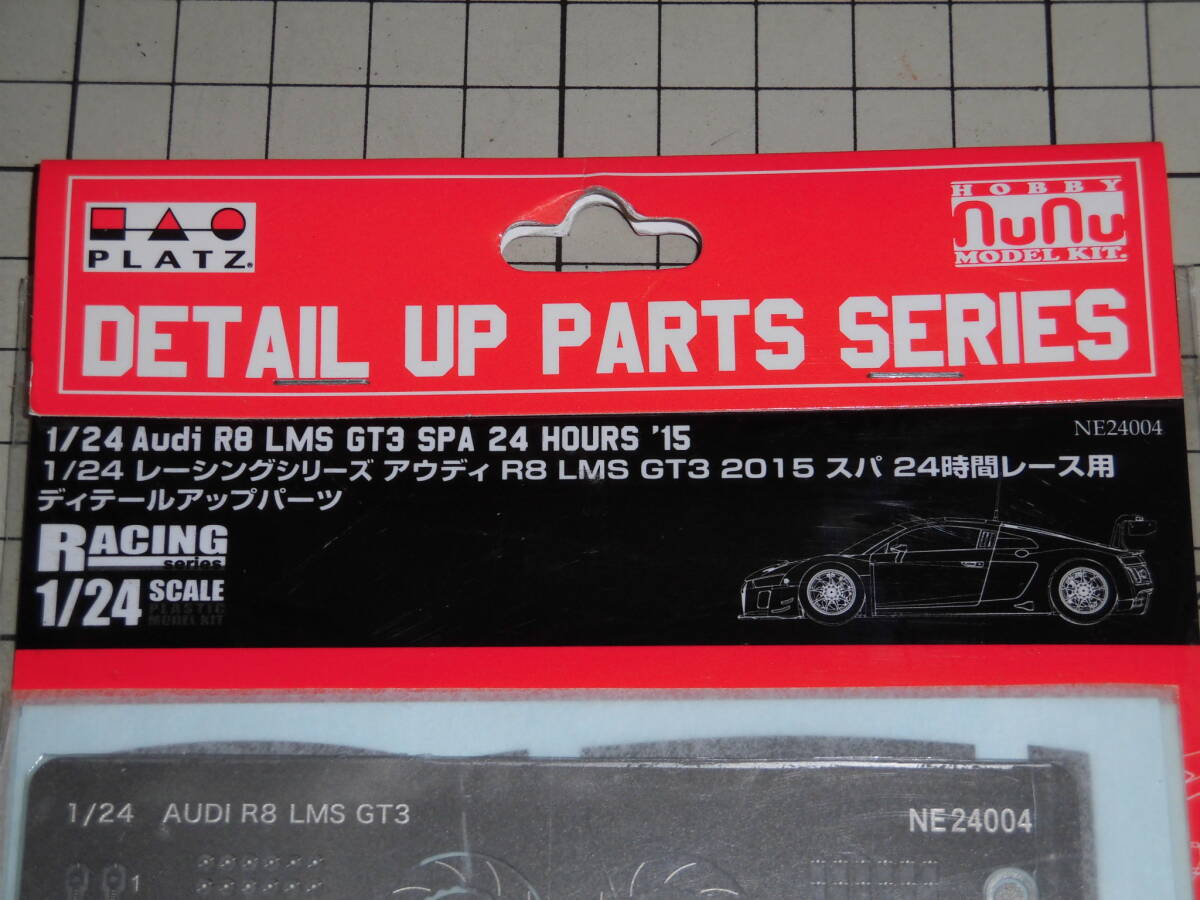 PLATZ®
HOBBY
nunu
MODEL KIT.
DETAIL UP PARTS SERIES
1/24 Audi R8 LMS GT3 SPA 24 HOURS '15
NE24004
1/24 レーシングシリーズ アウディ R8 LMS GT3 2015 スパ 24時間レース用
ディテールアップパーツ
RACING
series
1/24 SCALE
PLASTIC
MODEL KIT
1/24 AUDI R8 LMS GT3
NE24004
1